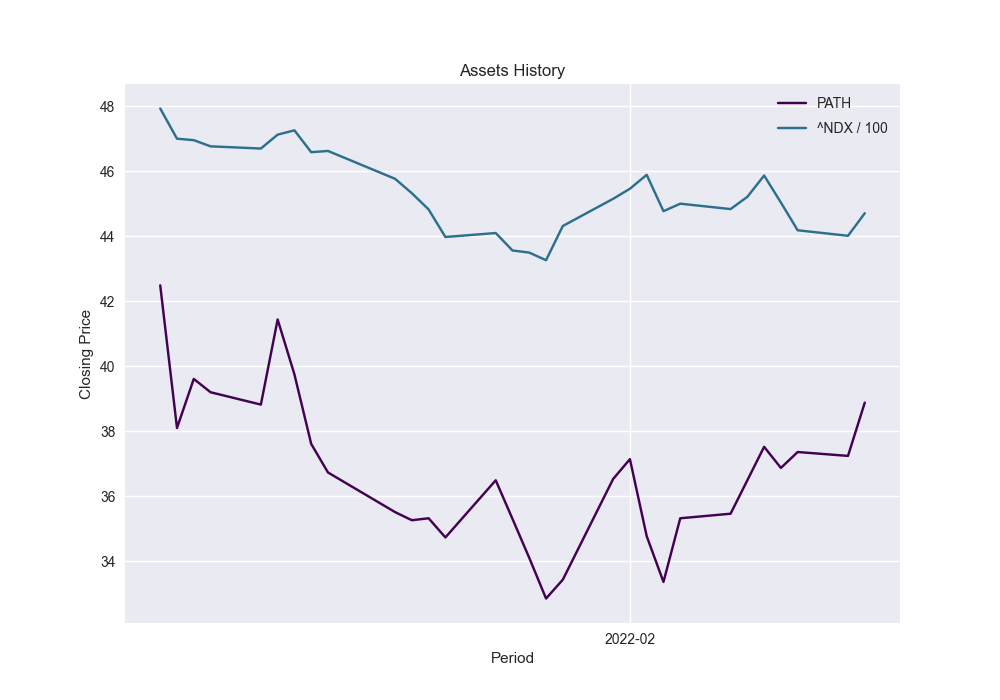 Assets History
PATH
^NDX / 100
48
46
44
42
40
38
36
34
Closing Price
2022-02
Period